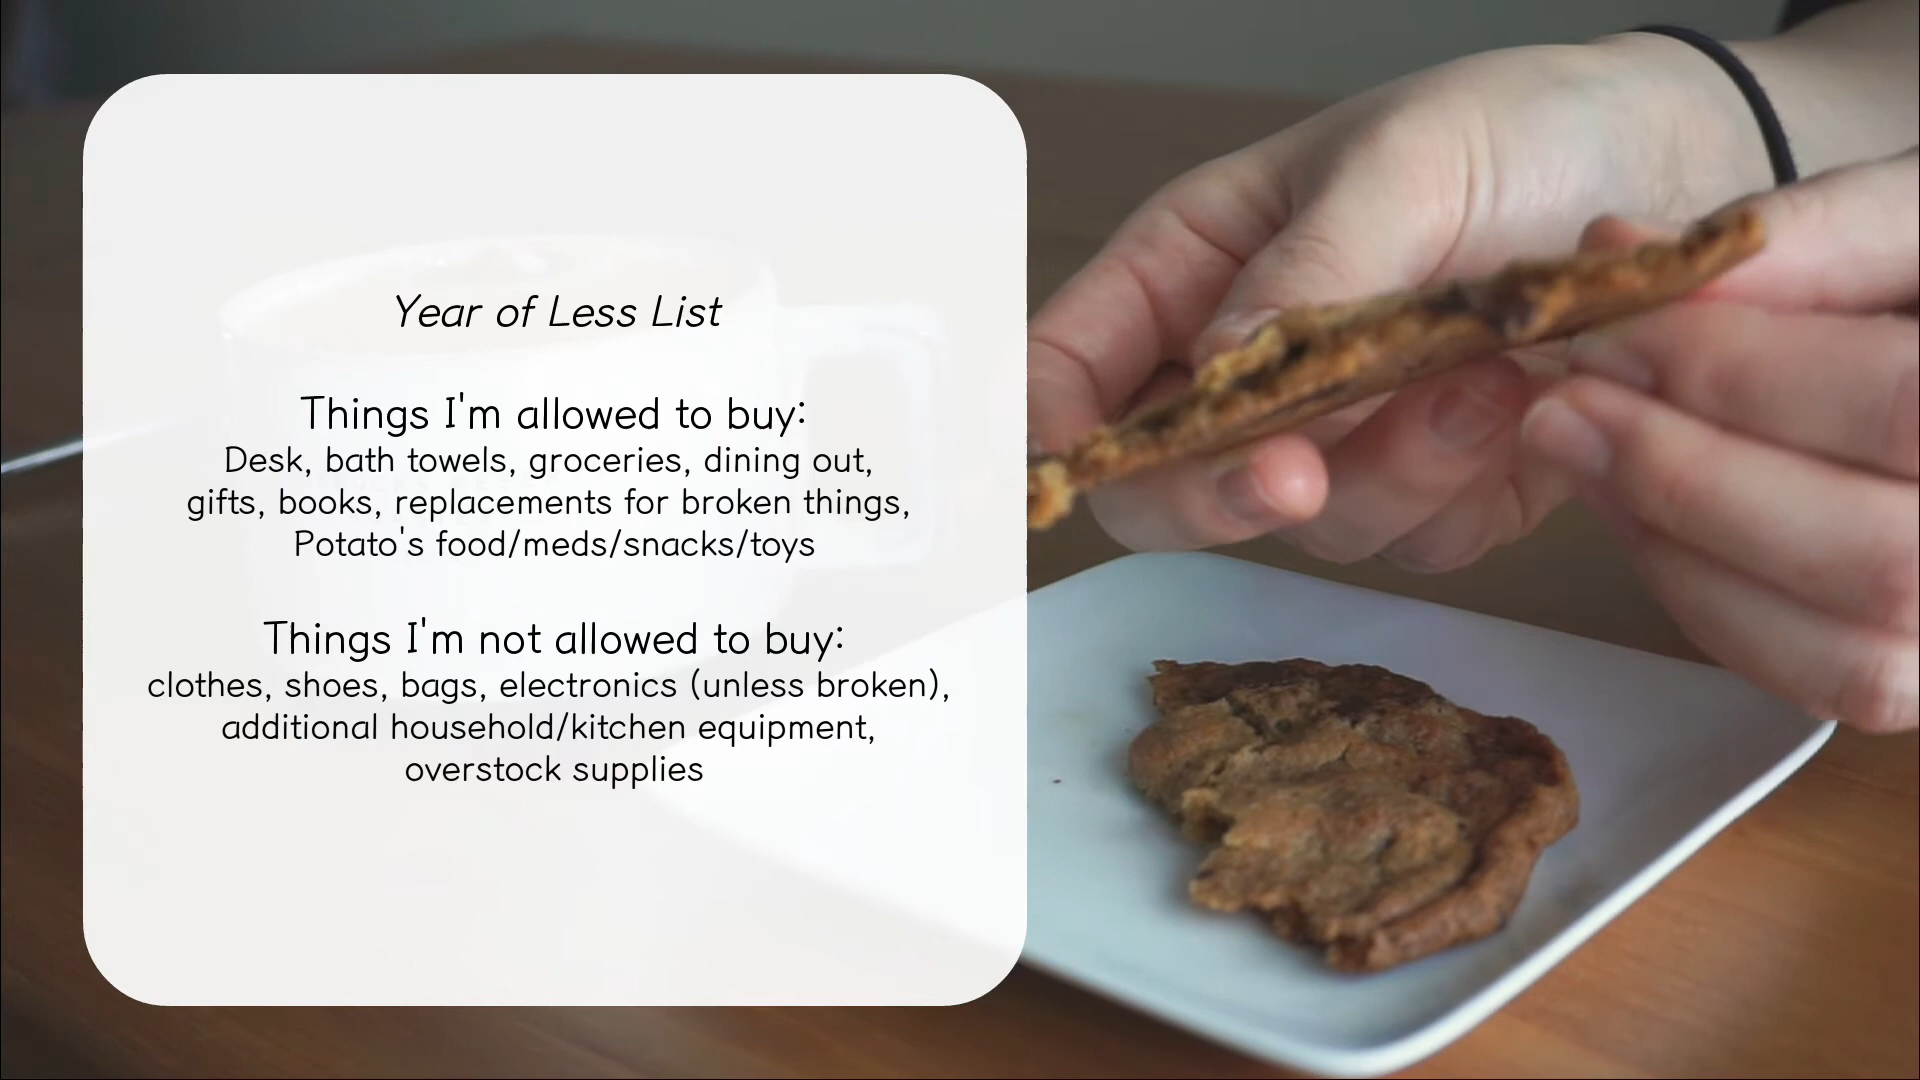 Year of Less List
Things I'm allowed to buy:
Desk, bath towels, groceries, dining out,
gifts, books, replacements for broken things,
Potato's food/meds/snacks/toys
Things I'm not allowed to buy:
clothes, shoes, bags, electronics (unless broken),
additional household/kitchen equipment,
overstock supplies